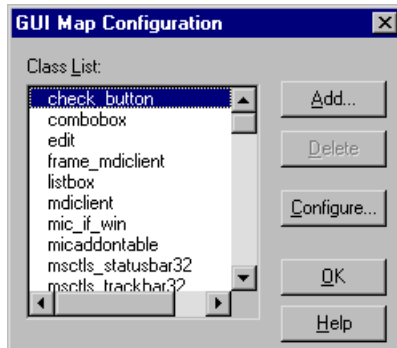 GUI Map Configuration
Class List:
check_button
combobox
edit
frame_mdiclient
listbox
mdiclient
mic_if_win
micaddontable
msctls_statusbar32
msctls_trackbar32
Add...
Delete
Configure...
OK
Help